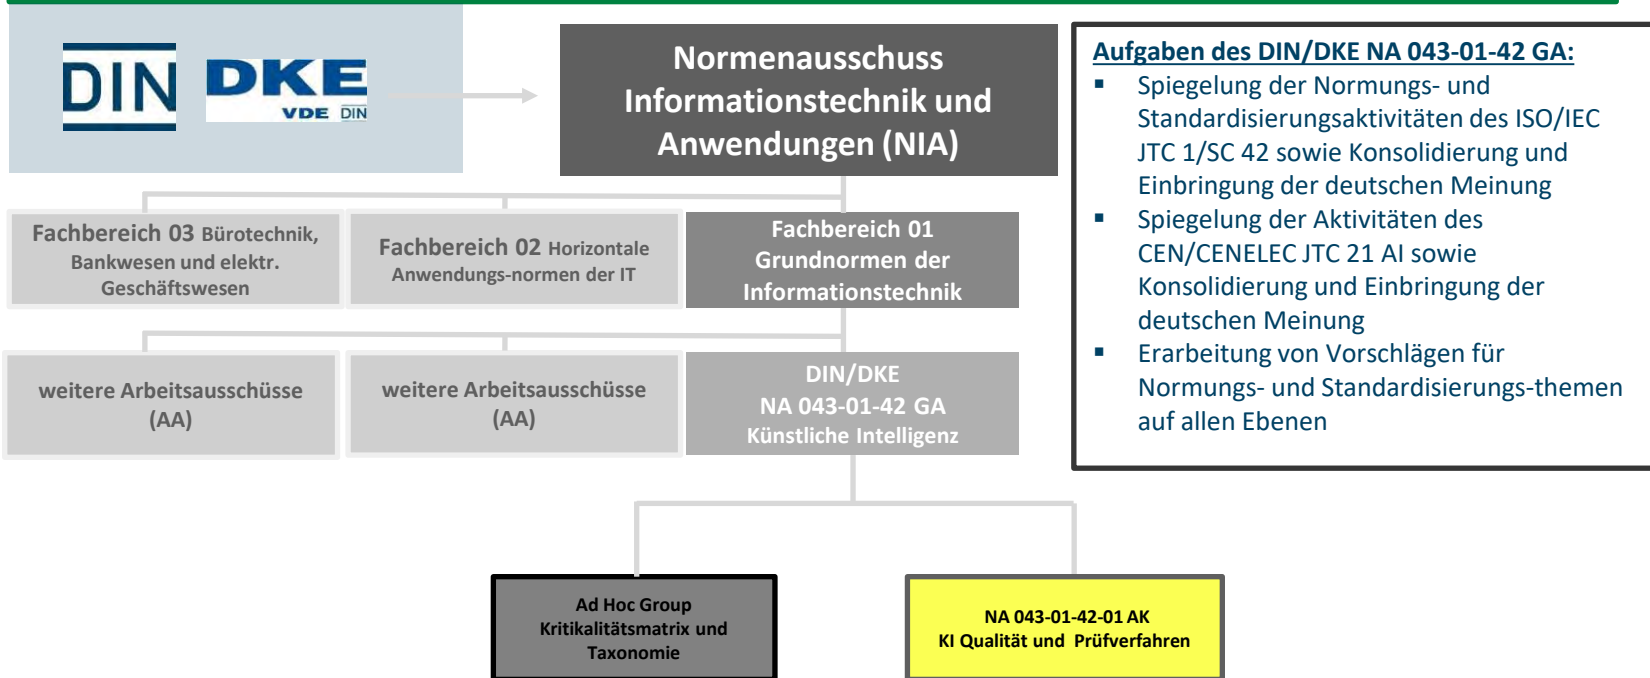 DIN
DKE
VDE DIN
Normenausschuss
Informationstechnik und
Anwendungen (NIA)
Fachbereich 03 Bürotechnik,
Bankwesen und elektr.
Geschäftswesen
Fachbereich 02 Horizontale
Anwendungs-normen der IT
Fachbereich 01
Grundnormen der
Informationstechnik
weitere Arbeitsausschüsse
(AA)
weitere Arbeitsausschüsse
(AA)
DIN/DKE
NA 043-01-42 GA
Künstliche Intelligenz
Ad Hoc Group
Kritikalitätsmatrix und
Taxonomie
NA 043-01-42-01 AK
KI Qualität und Prüfverfahren
Aufgaben des DIN/DKE NA 043-01-42 GA:
▪ Spiegelung der Normungs- und
Standardisierungsaktivitäten des ISO/IEC
JTC 1/SC 42 sowie Konsolidierung und
Einbringung der deutschen Meinung
▪ Spiegelung der Aktivitäten des
CEN/CENELEC JTC 21 AI sowie
Konsolidierung und Einbringung der
deutschen Meinung
▪ Erarbeitung von Vorschlägen für
Normungs- und Standardisierungs-themen
auf allen Ebenen